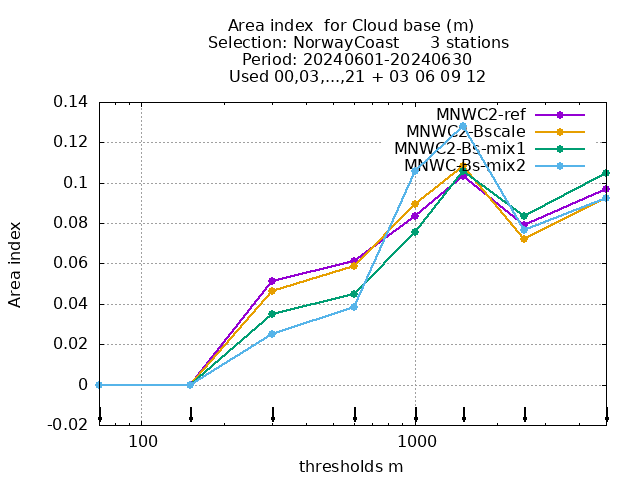 Area index  for Cloud base (m)
Selection: NorwayCoast      3 stations
Period: 20240601-20240630
Used 00,03,...,21 + 03 06 09 12
0.14
0.12
0.1
0.08
0.06
0.04
0.02
0
-0.02
Area index
MNWC2-ref
MNWC2-Bscale
MNWC2-Bs-mix1
MNWC-Bs-mix2
100
1000
thresholds m